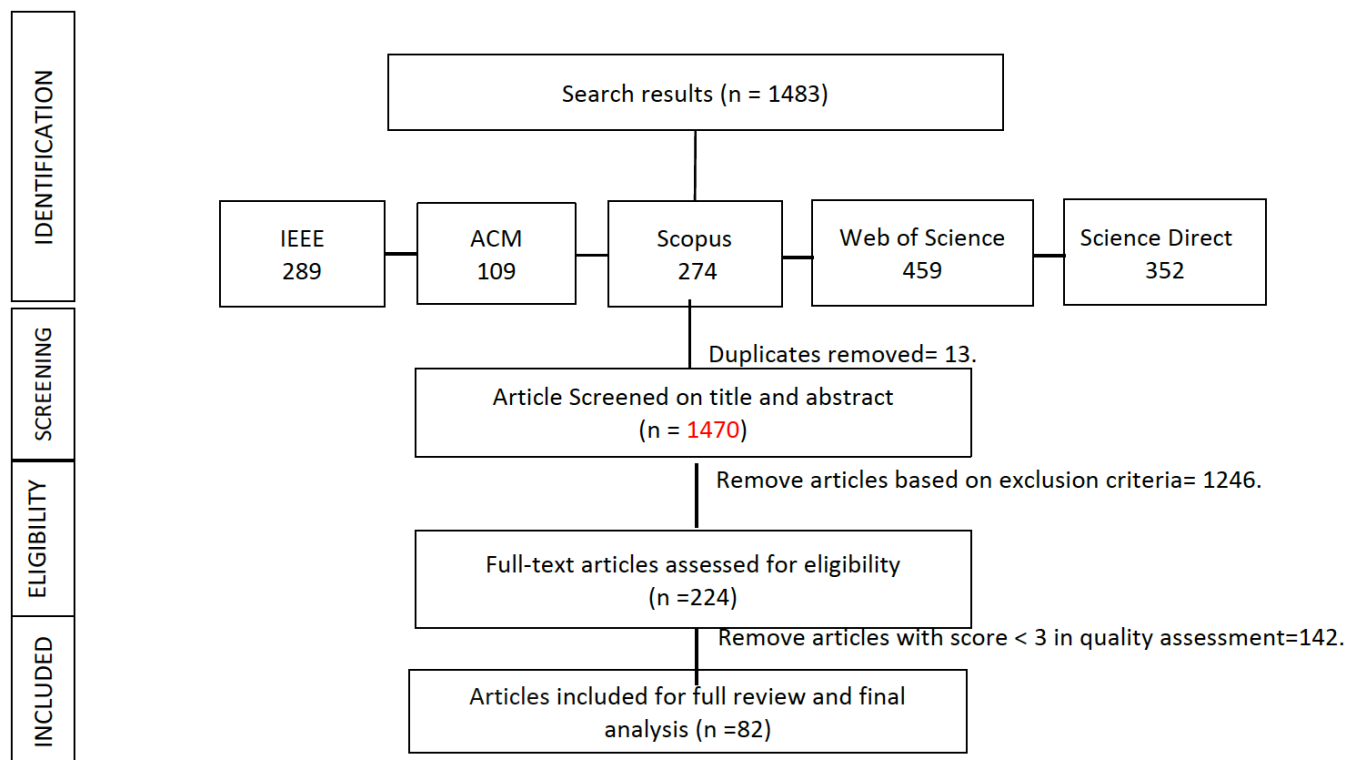 IDENTIFICATION
Search results (n = 1483)
IEEE
289
ACM
109
Scopus
274
Web of Science
459
Science Direct
352
SCREENING
Duplicates removed= 13.
Article Screened on title and abstract
(n = 1470)
ELIGIBILITY
Remove articles based on exclusion criteria= 1246.
Full-text articles assessed for eligibility
(n =224)
INCLUDED
Remove articles with score < 3 in quality assessment=142.
Articles included for full review and final
analysis (n =82)